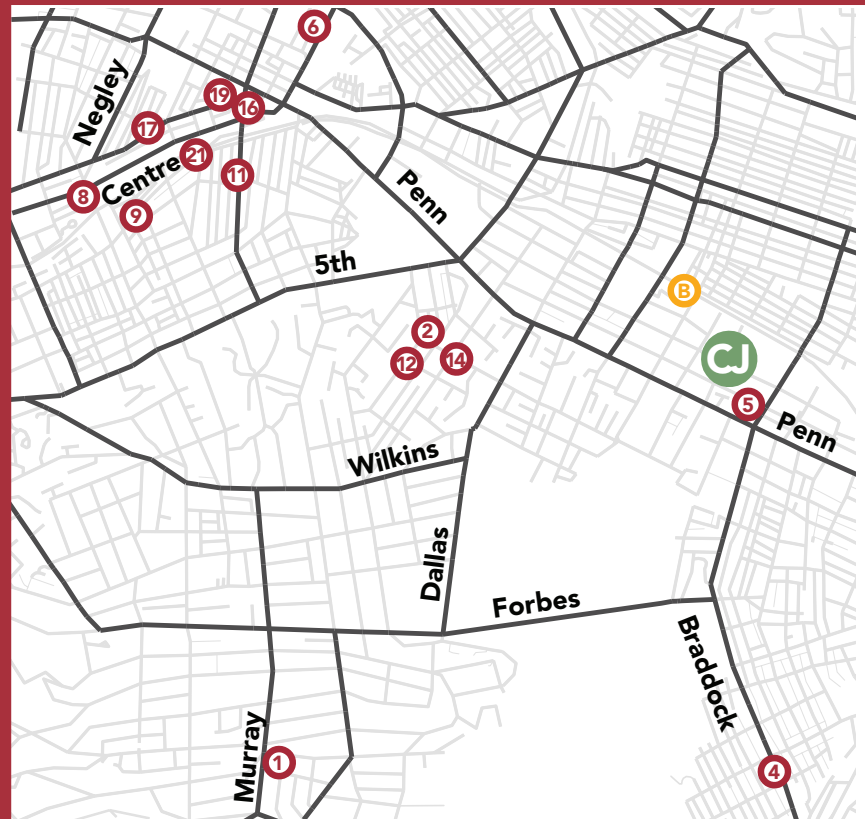 6
Negley
19
16
17
21
Centre
11
8
9
Penn
5th
B
2
12
14
CJ
5
Penn
Wilkins
Dallas
Forbes
Braddock
Murray
1
4